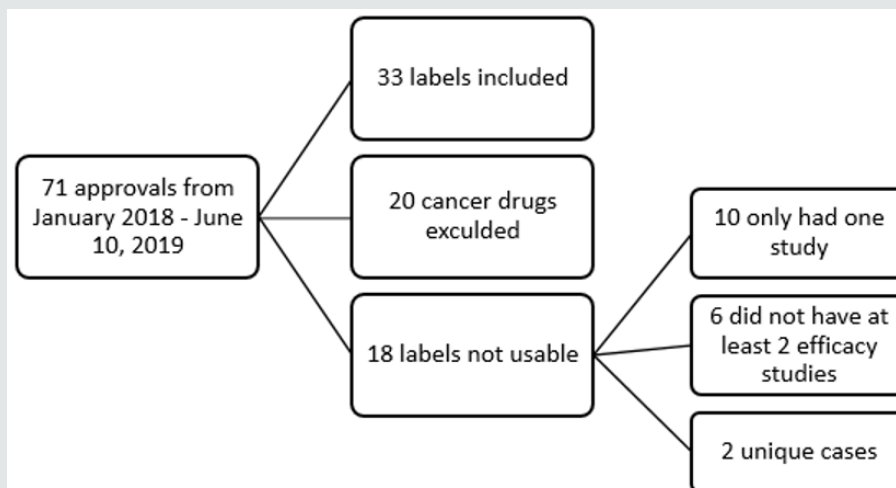 71 approvals from
January 2018 - June
10, 2019
33 labels included
20 cancer drugs
exculded
18 labels not usable
10 only had one
study
6 did not have at
least 2 efficacy
studies
2 unique cases